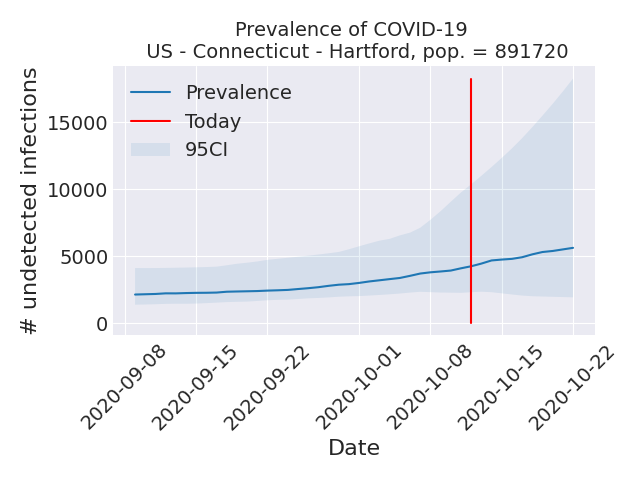 Prevalence of COVID-19
US - Connecticut - Hartford, pop. = 891720
# undetected infections
15000
10000
5000
0
Prevalence
Today
95CI
2020-09-08
2020-09-15
2020-09-22
2020-10-01
2020-10-08
2020-10-15
2020-10-22
Date